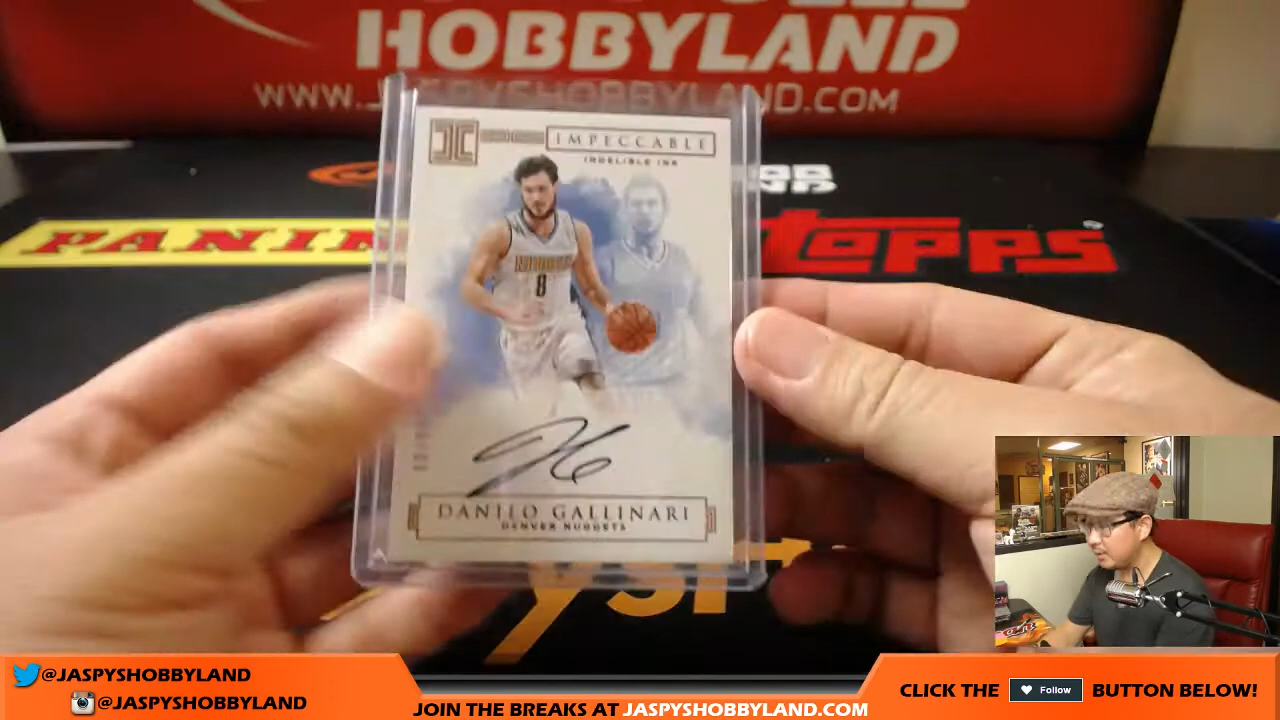 HOBBYLAND
WWW.JASPYSHOBBYLAND.COM
IMPECCABLE
INDELIBLE INK
PANINI
TOPPS
NUGGETS
8
DANILO GALLINARI
DENVER NUGGETS
@JASPYSHOBBYLAND
@JASPYSHOBBYLAND
CLICK THE Follow BUTTON BELOW!
JOIN THE BREAKS AT JASPYSHOBBYLAND.COM